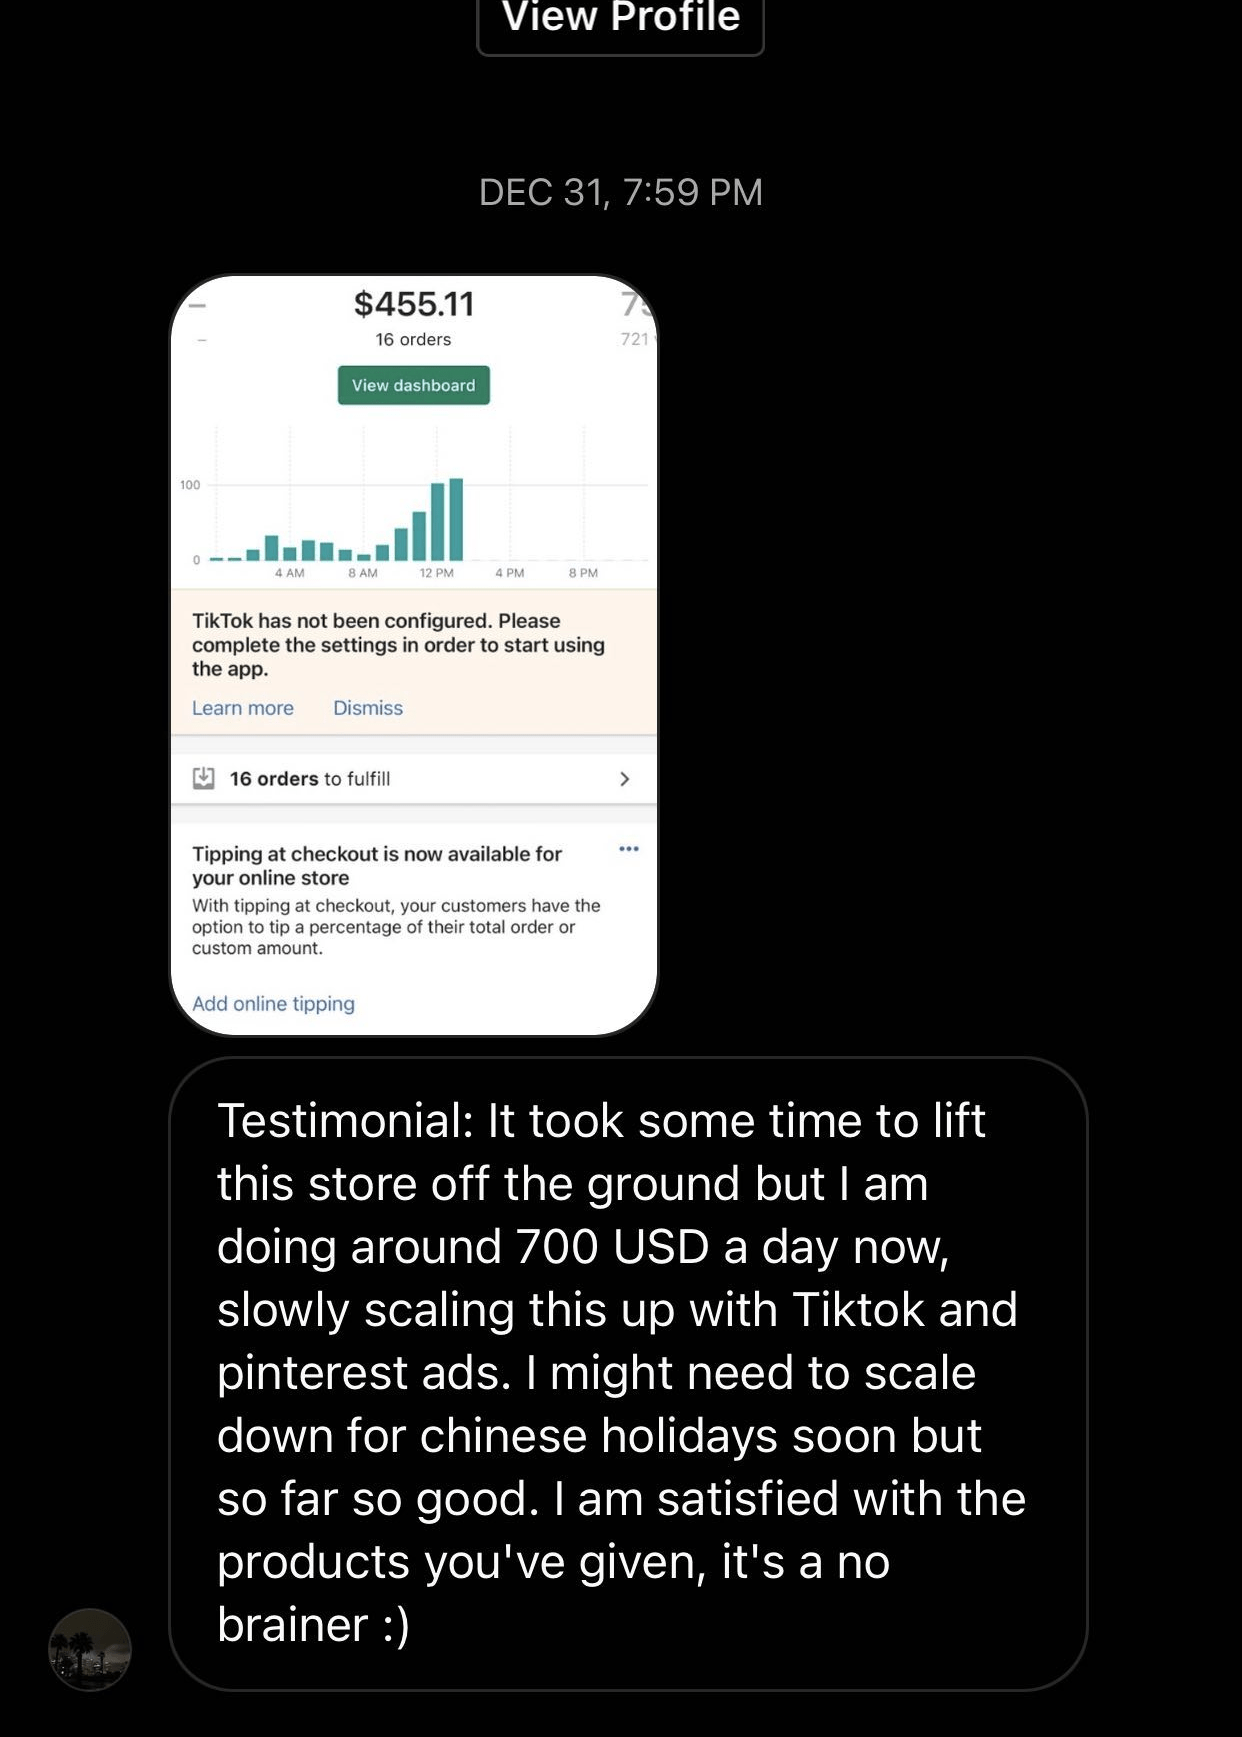 View Profile
DEC 31, 7:59 PM
$455.11
16 orders
721
View dashboard
100
0
4 AM 8 AM 12 PM 4 PM 8 PM
TikTok has not been configured. Please
complete the settings in order to start using
the app.
Learn more Dismiss
16 orders to fulfill
Tipping at checkout is now available for
your online store
With tipping at checkout, your customers have the
option to tip a percentage of their total order or
custom amount.
Add online tipping
Testimonial: It took some time to lift
this store off the ground but I am
doing around 700 USD a day now,
slowly scaling this up with Tiktok and
pinterest ads. I might need to scale
down for chinese holidays soon but
so far so good. I am satisfied with the
products you've given, it's a no
brainer :)